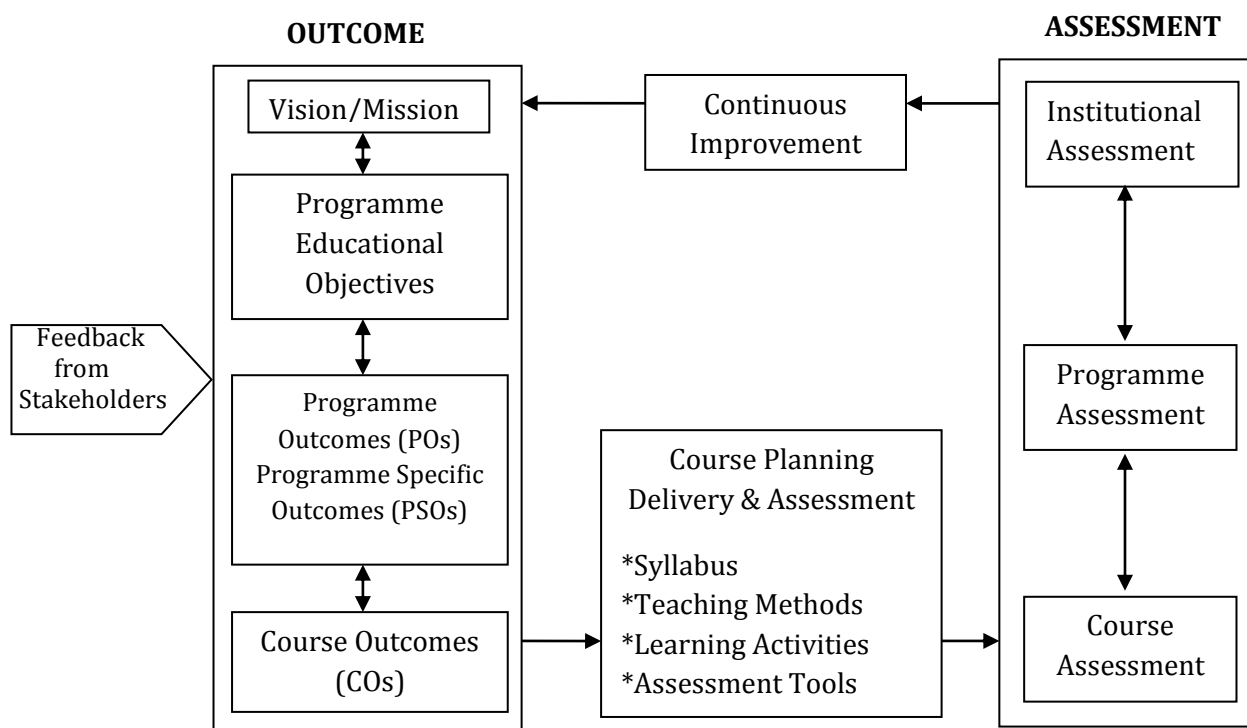 OUTCOME
ASSESSMENT
Vision/Mission
Programme
Educational
Objectives
Programme
Outcomes (POs)
Programme Specific
Outcomes (PSOs)
Course Outcomes
(COs)
Feedback
from
Stakeholders
Continuous
Improvement
Course Planning
Delivery & Assessment
*Syllabus
*Teaching Methods
*Learning Activities
*Assessment Tools
Institutional
Assessment
Programme
Assessment
Course
Assessment